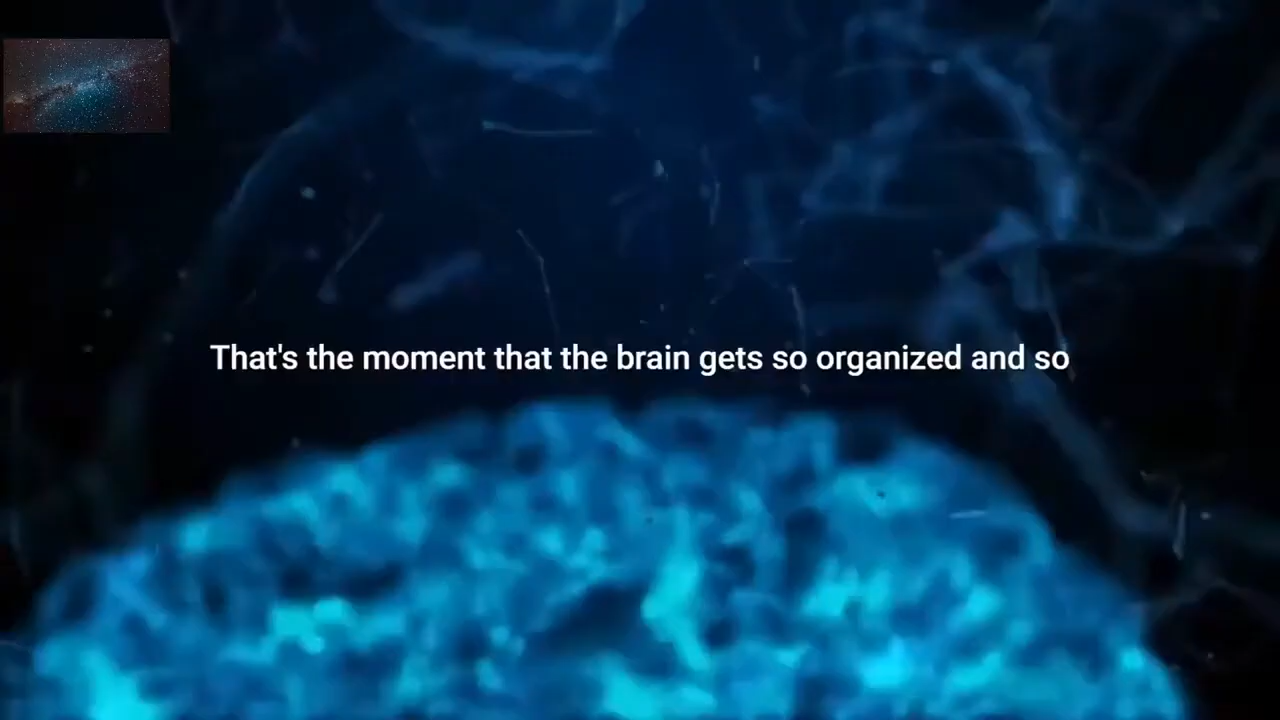 That's the moment that the brain gets so organized and so